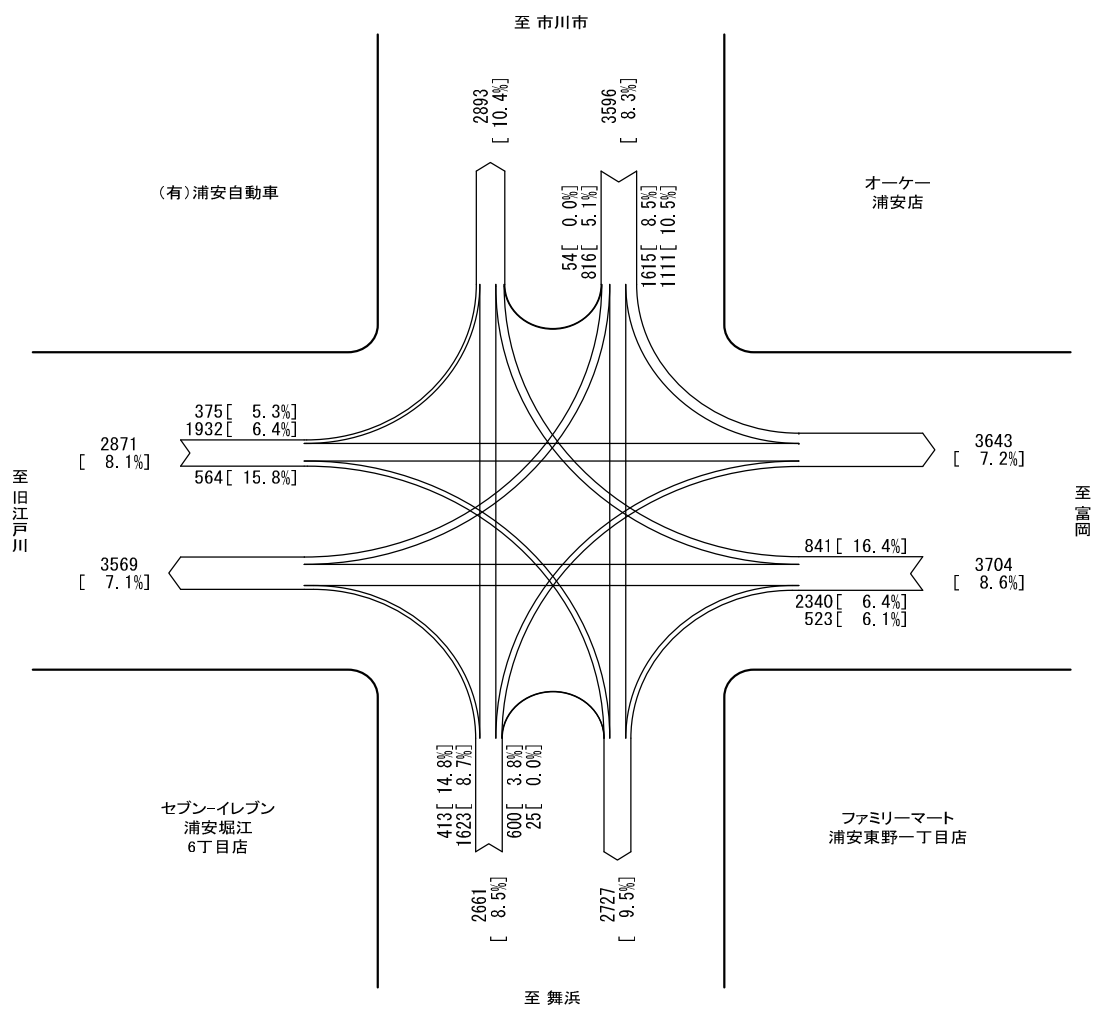 至 市川市
2893
[ 10.4%]
3596
[ 8.3%]
(有)浦安自動車
オーケー
浦安店
54[ 0.0%]
816[ 5.1%]
1615[ 8.5%]
1111[ 10.5%]
375[ 5.3%]
1932[ 6.4%]
564[ 15.8%]
2871
[ 8.1%]
3643
[ 7.2%]
至 旧江戸川
至 富岡
3569
[ 7.1%]
841[ 16.4%]
2340[ 6.4%]
523[ 6.1%]
3704
[ 8.6%]
413[ 14.8%]
1623[ 8.7%]
600[ 3.8%]
25[ 0.0%]
セブン-イレブン
浦安堀江
6丁目店
ファミリーマート
浦安東野一丁目店
2661
[ 8.5%]
2727
[ 9.5%]
至 舞浜